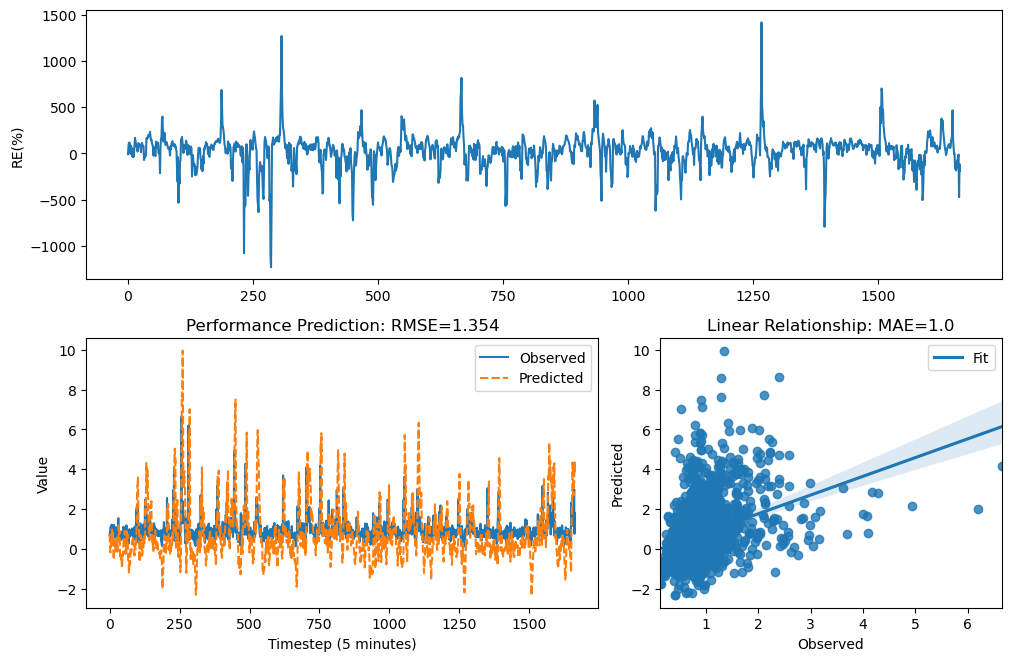 1500
1000
500
0
−500
−1000
RE(%)
0 250 500 750 1000 1250 1500
Performance Prediction: RMSE=1.354
Observed
Predicted
10
8
6
4
2
0
−2
Value
0 250 500 750 1000 1250 1500
Timestep (5 minutes)
Linear Relationship: MAE=1.0
Fit
10
8
6
4
2
0
−2
Predicted
1 2 3 4 5 6
Observed